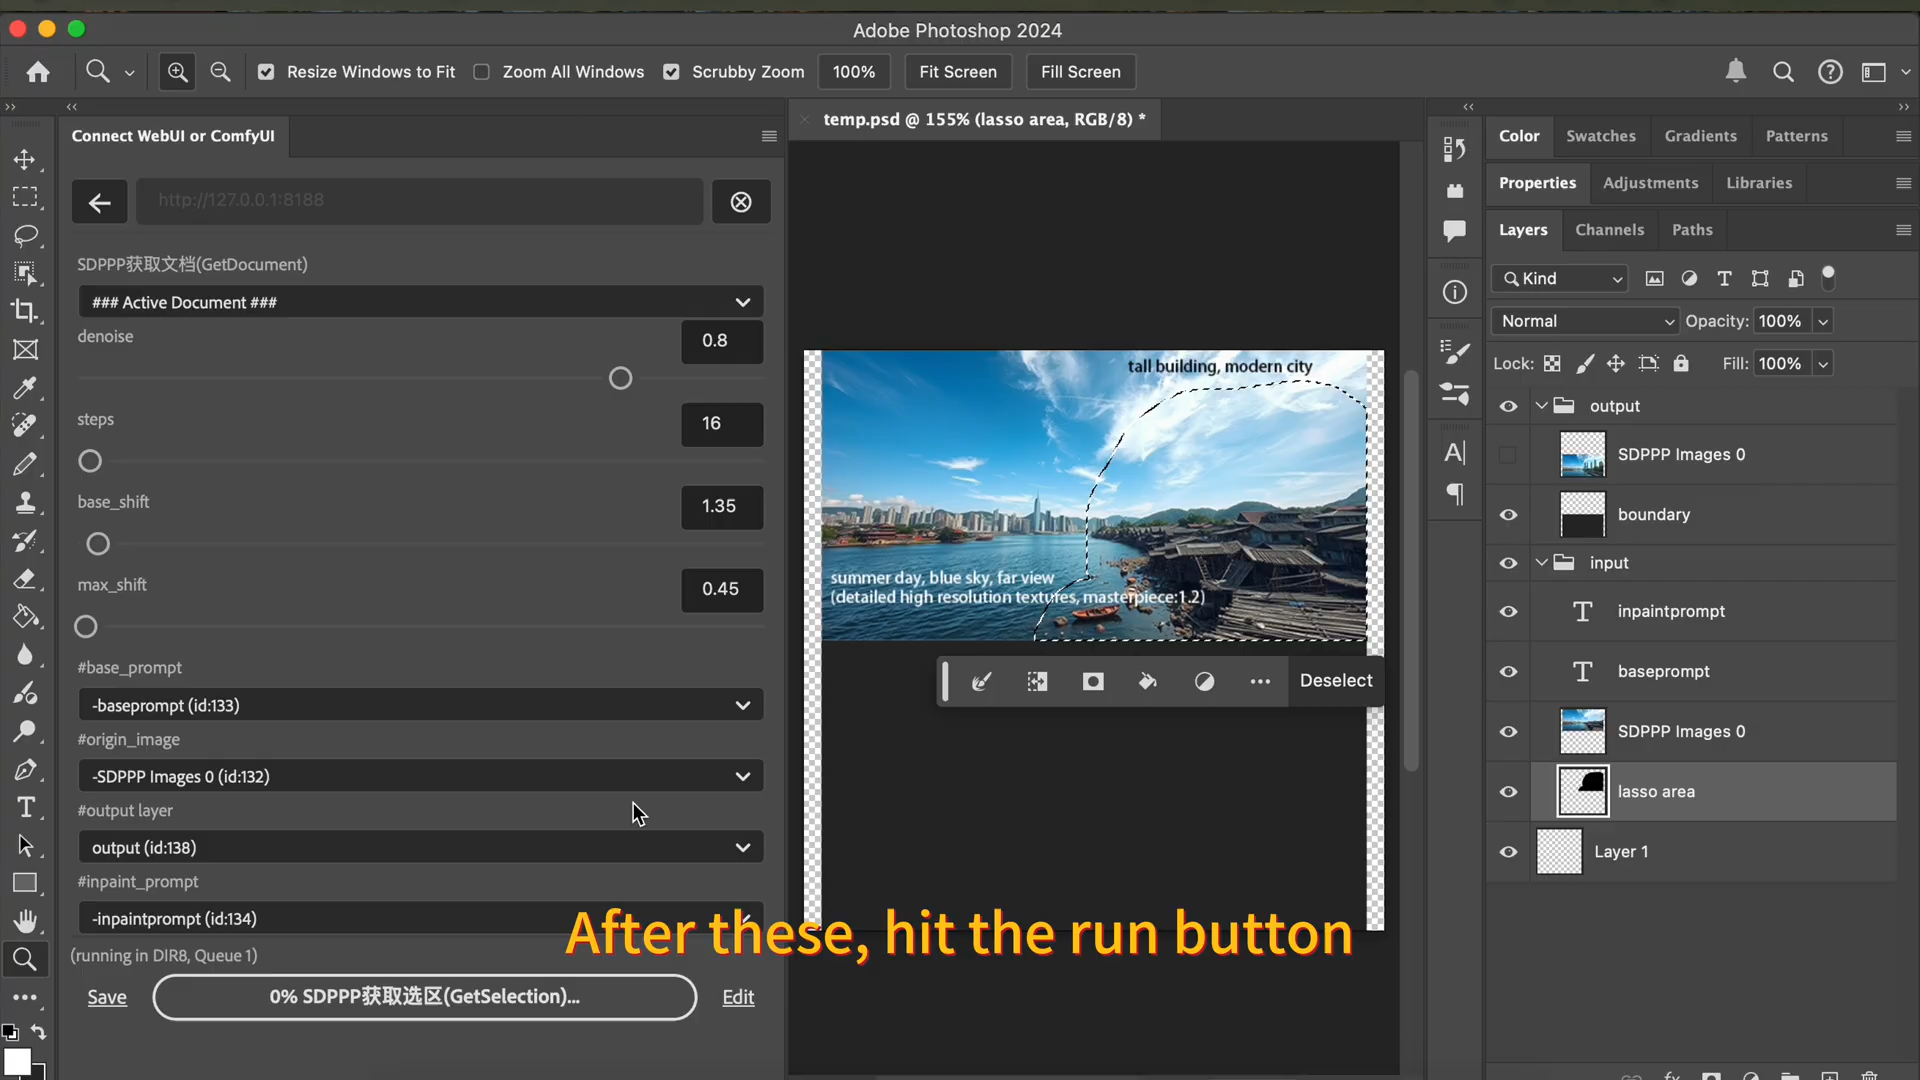 Adobe Photoshop 2024
Resize Windows to Fit
Zoom All Windows
Scrubby Zoom
100%
Fit Screen
Fill Screen
Connect WebUI or ComfyUI
http://127.0.0.1:8188
SDPPP获取文档(GetDocument)
### Active Document ###
denoise
0.8
steps
16
base_shift
1.35
max_shift
0.45
#base_prompt
-baseprompt (id:133)
#origin_image
-SDPPP Images 0 (id:132)
#output layer
output (id:138)
#inpaint_prompt
-inpaintprompt (id:134)
(running in DIR8, Queue 1)
Save
0% SDPPP获取选区(GetSelection)...
Edit
temp.psd @ 155% (lasso area, RGB/8) *
tall building, modern city
summer day, blue sky, far view
(detailed high resolution textures, masterpiece:1.2)
Deselect
After these, hit the run button
Color
Swatches
Gradients
Patterns
Properties
Adjustments
Libraries
Layers
Channels
Paths
Kind
Normal
Opacity: 100%
Lock:
Fill: 100%
output
SDPPP Images 0
boundary
input
inpaintprompt
baseprompt
SDPPP Images 0
lasso area
Layer 1